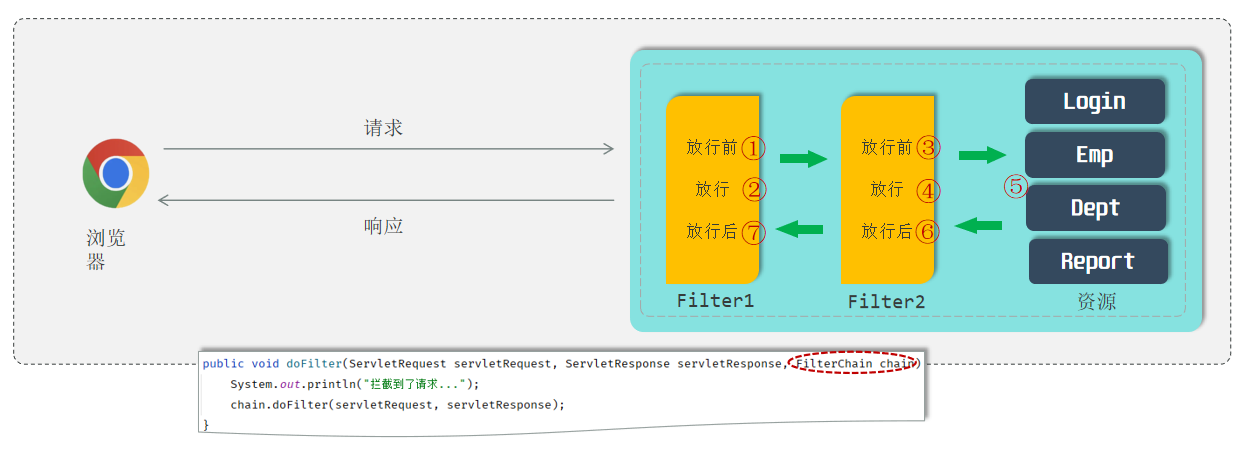 请求
响应
浏览
器
放行前①
放行②
放行后⑦
Filter1
放行前③
放行④
放行后⑥
Filter2
⑤
Login
Emp
Dept
Report
资源
public void doFilter(ServletRequest servletRequest, ServletResponse servletResponse, FilterChain chain)
System.out.println("拦截到了请求...");
chain.doFilter(servletRequest, servletResponse);
}